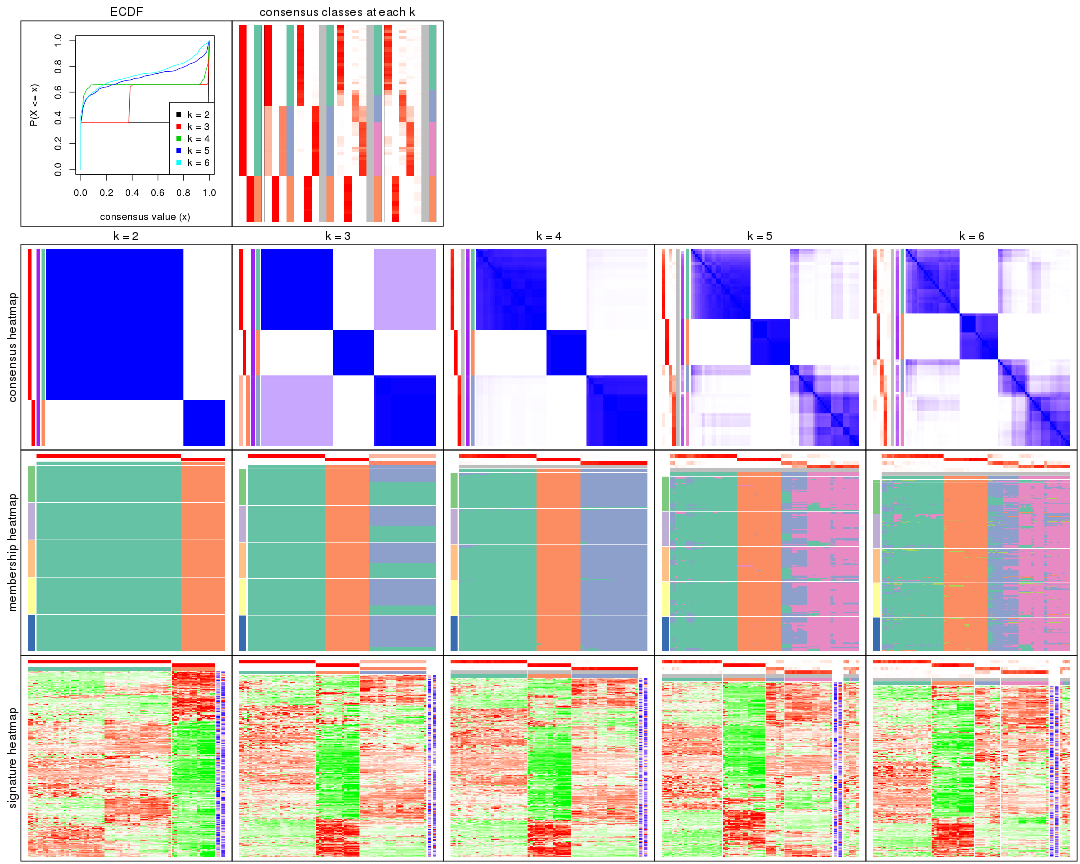 ECDF
consensus classes at each k
P(X <= x)
0.0
0.2
0.4
0.6
0.8
1.0
k = 2
k = 3
k = 4
k = 5
k = 6
0.0 0.2 0.4 0.6 0.8 1.0
consensus value (x)
k = 2
k = 3
k = 4
k = 5
k = 6
consensus heatmap
membership heatmap
signature heatmap